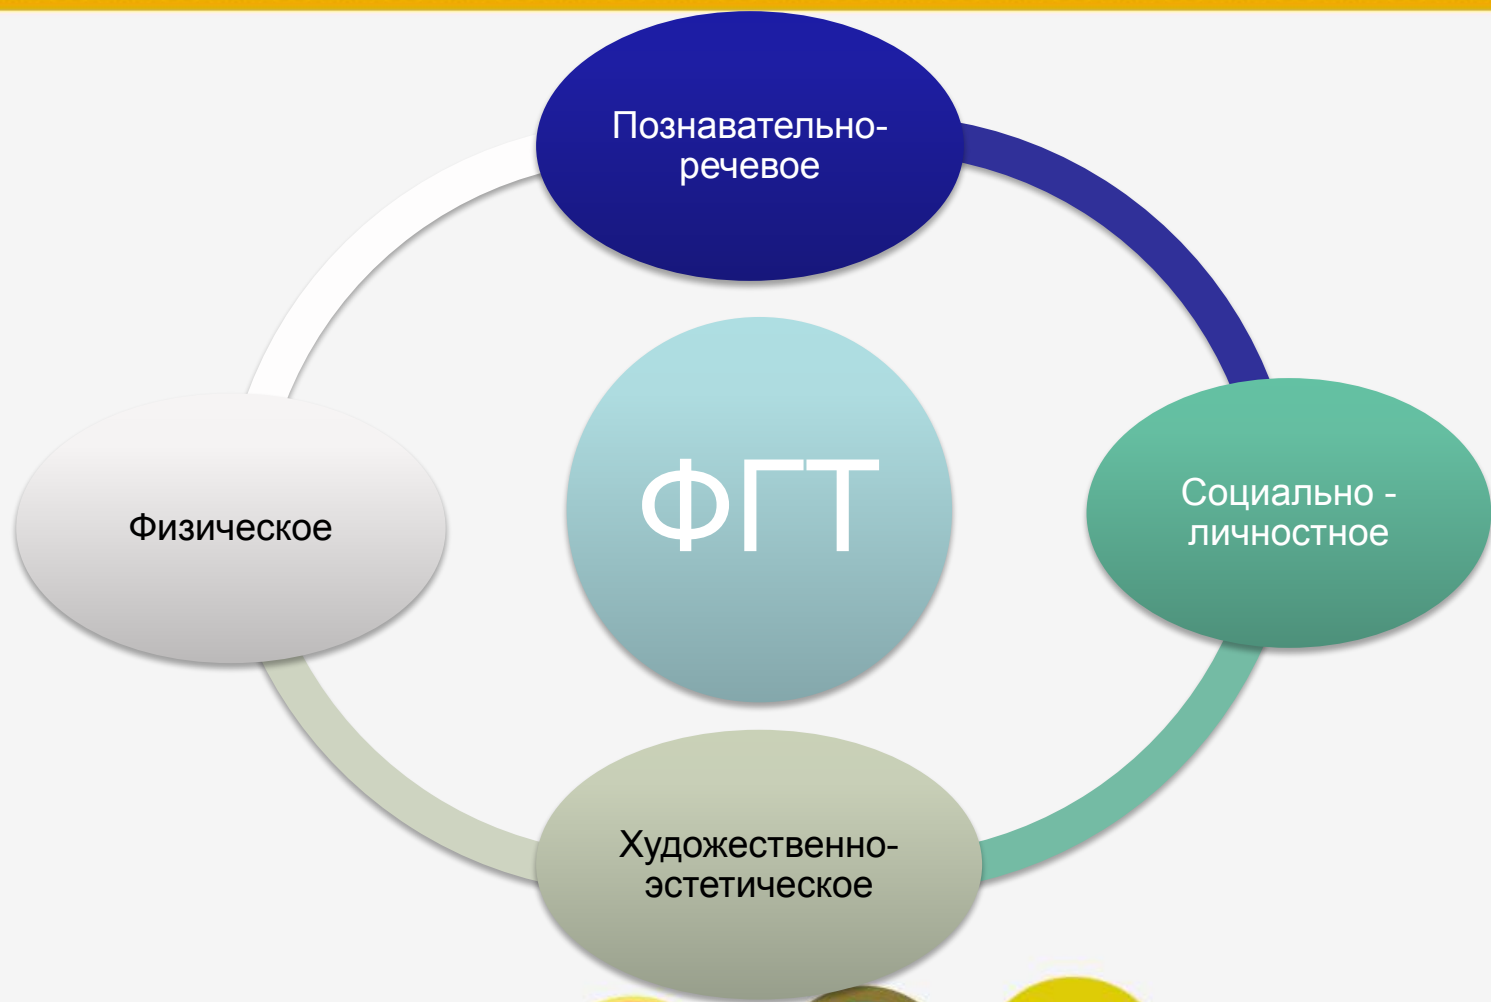 Познавательно-
речевое
ФГТ
Социально -
личностное
Физическое
Художественно-
эстетическое